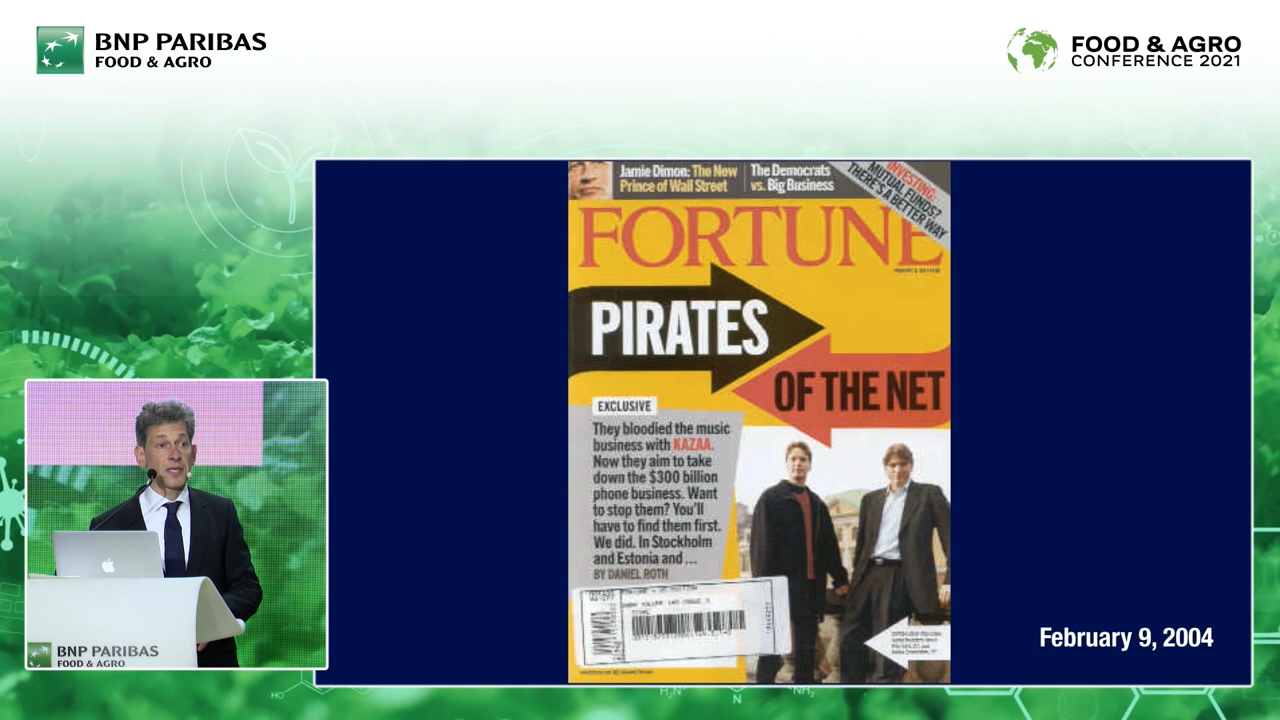 BNP PARIBAS
FOOD & AGRO
FOOD & AGRO
CONFERENCE 2021
Jamie Dimon: The New
Prince of Wall Street
The Democrats
vs. Big Business
INVESTING:
MUTUAL FUNDS?
THERE'S A BETTER WAY
FORTUNE
PIRATES
OF THE NET
EXCLUSIVE
They bloodied the music
business with KAZAA.
Now they aim to take
down the $300 billion
phone business. Want
to stop them? You'll
have to find them first.
We did. In Stockholm
and Estonia and...
BY DANIEL ROTH
February 9, 2004
BNP PARIBAS
FOOD & AGRO
HO
H₂N
N
NH₂